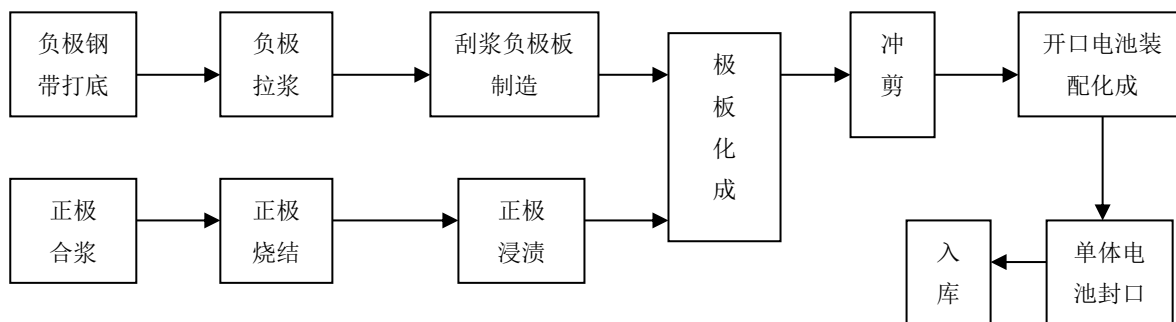 负极钢
带打底
负极
拉浆
刮浆负极板
制造
极
板
化
成
冲
剪
开口电池装
配化成
正极
合浆
正极
烧结
正极
浸渍
入
库
单体电
池封口